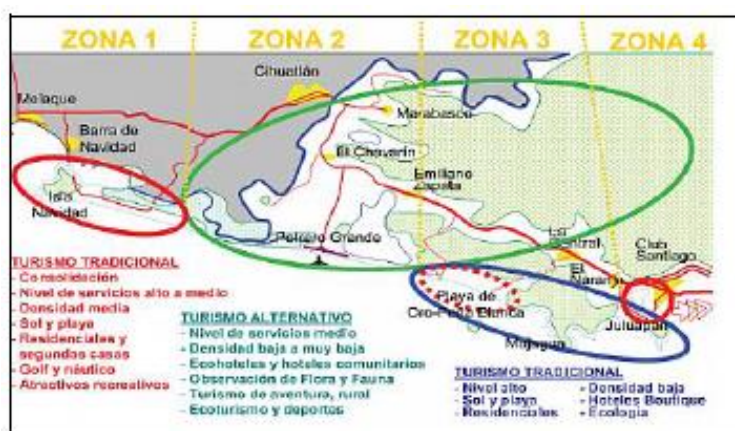 ZONA 1
ZONA 2
ZONA 3
ZONA 4
Cihuatlán
Melaque
Marabasco
Barra de
Navidad
El Chavarín
Emiliano
Zapata
Isla
Navidad
La
Central
Club
Santiago
Potrero Grande
El
Naranjo
Playa de
Oro-Peña Blanca
Juluapan
Majagua
TURISMO TRADICIONAL
- Consolidación
- Nivel de servicios alto a medio
- Densidad media
- Sol y playa
- Residenciales y
segundas casas
- Golf y náutico
- Atractivos recreativos
TURISMO ALTERNATIVO
- Nivel de servicios medio
- Densidad baja a muy baja
- Ecohoteles y hoteles comunitarios
- Observación de Flora y Fauna
- Turismo de aventura, rural
- Ecoturismo y deportes
TURISMO TRADICIONAL
- Nivel alto
- Sol y playa
- Residenciales
- Densidad baja
- Hoteles Boutique
- Ecología